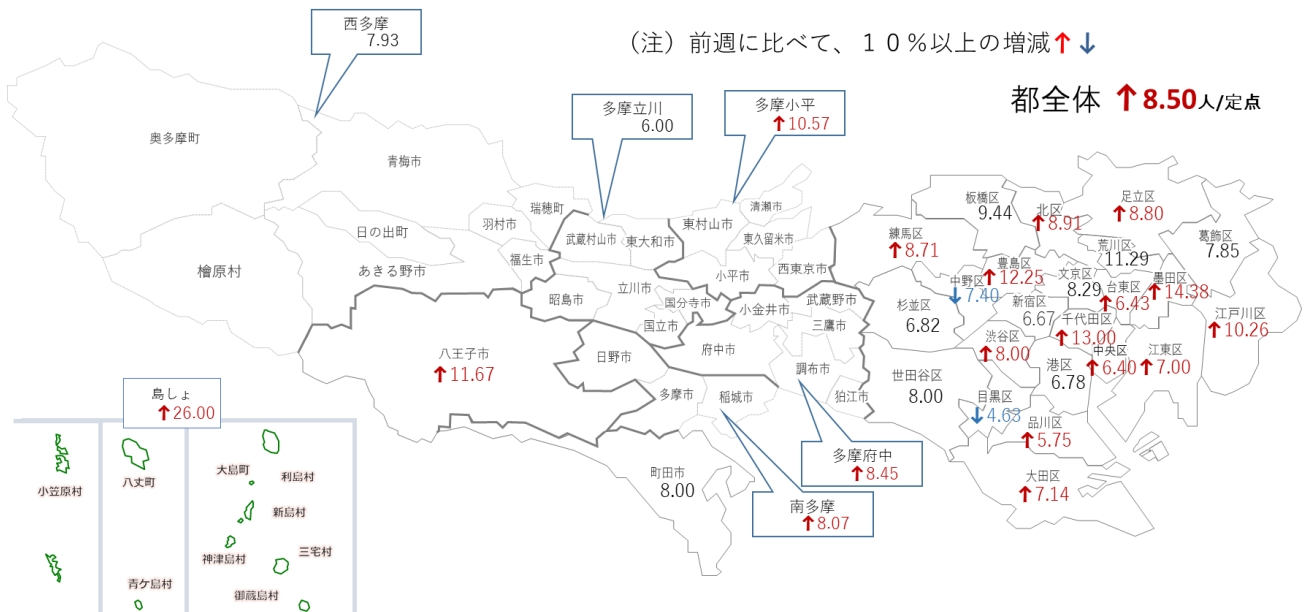 西多摩
7.93
(注)前週に比べて、10%以上の増減↑↓
都全体 ↑8.50人/定点
多摩立川
6.00
多摩小平
↑10.57
奥多摩町
青梅市
瑞穂町
羽村市
日の出町
福生市
あきる野市
檜原村
武蔵村山市
東大和市
東村山市
清瀬市
東久留米市
小平市
西東京市
昭島市
立川市
国分寺市
国立市
小金井市
武蔵野市
三鷹市
府中市
調布市
狛江市
日野市
多摩市
稲城市
八王子市
↑11.67
町田市
8.00
多摩府中
↑8.45
南多摩
↑8.07
板橋区
9.44
北区
↑8.91
足立区
↑8.80
葛飾区
7.85
練馬区
↑8.71
荒川区
11.29
豊島区
↑12.25
文京区
8.29
台東区
↑6.43
墨田区
↑14.38
中野区
↓7.40
杉並区
6.82
新宿区
6.67
千代田区
↑13.00
江戸川区
↑10.26
渋谷区
↑8.00
港区
6.78
中央区
↑6.40
江東区
↑7.00
世田谷区
8.00
目黒区
↓4.63
品川区
↑5.75
大田区
↑7.14
島しょ
↑26.00
小笠原村
八丈町
青ケ島村
大島町
利島村
新島村
神津島村
三宅村
御蔵島村